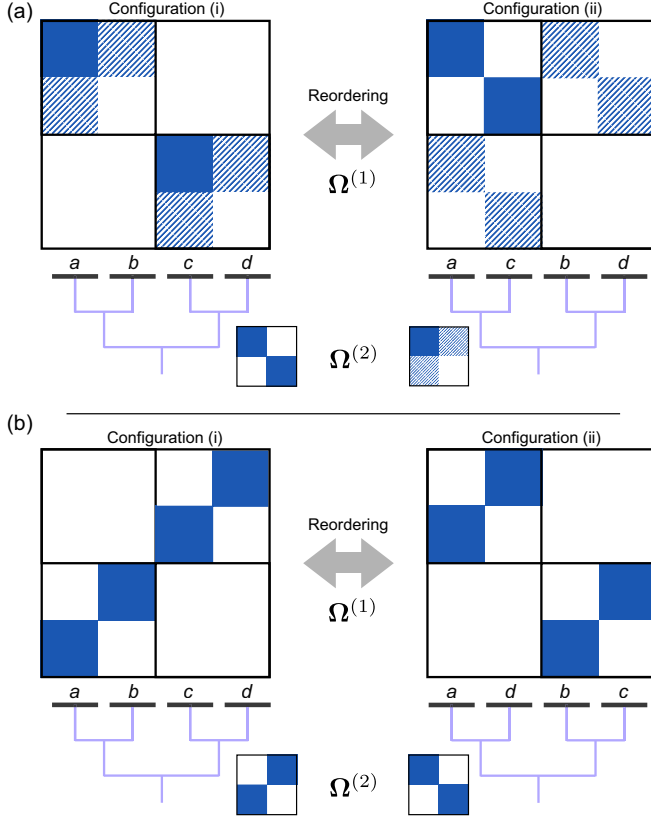 (a)
Configuration (i)
Configuration (ii)
Reordering
Ω(1)
a b c d
a c b d
Ω(2)
(b)
Configuration (i)
Configuration (ii)
Reordering
Ω(1)
a b c d
a d b c
Ω(2)